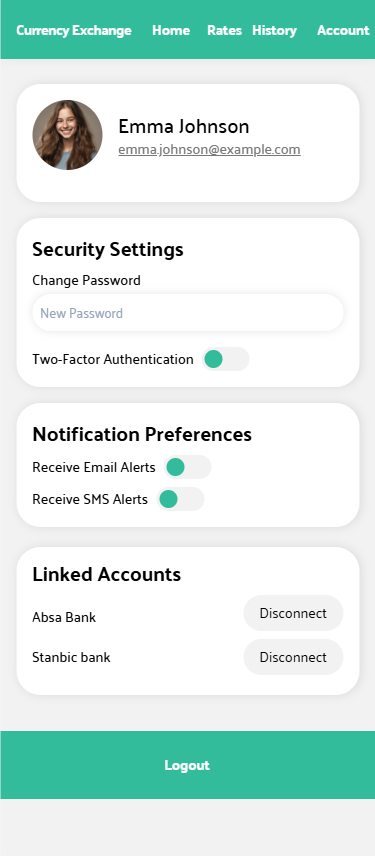 Currency Exchange Home Rates History Account
Emma Johnson
emma.johnson@example.com
Security Settings
Change Password
New Password
Two-Factor Authentication
Notification Preferences
Receive Email Alerts
Receive SMS Alerts
Linked Accounts
Absa Bank Disconnect
Stanbic bank Disconnect
Logout